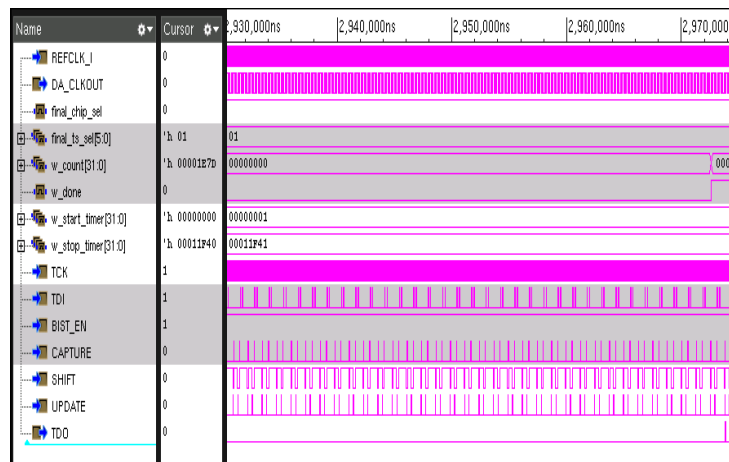 Name Cursor 2,930,000ns 2,940,000ns 2,950,000ns 2,960,000ns 2,970,000
REFCLK_I 0
DA_CLKOUT 0
final_chip_sel 0
final_ts_sel[5:0] 'h 01 01
w_count[31:0] 'h 00001E7D 00000000 000
w_done 0
w_start_timer[31:0] 'h 00000000 00000001
w_stop_timer[31:0] 'h 00011F40 00011F41
TCK 1
TDI 1
BIST_EN 1
CAPTURE 0
SHIFT 0
UPDATE 0
TDO 0